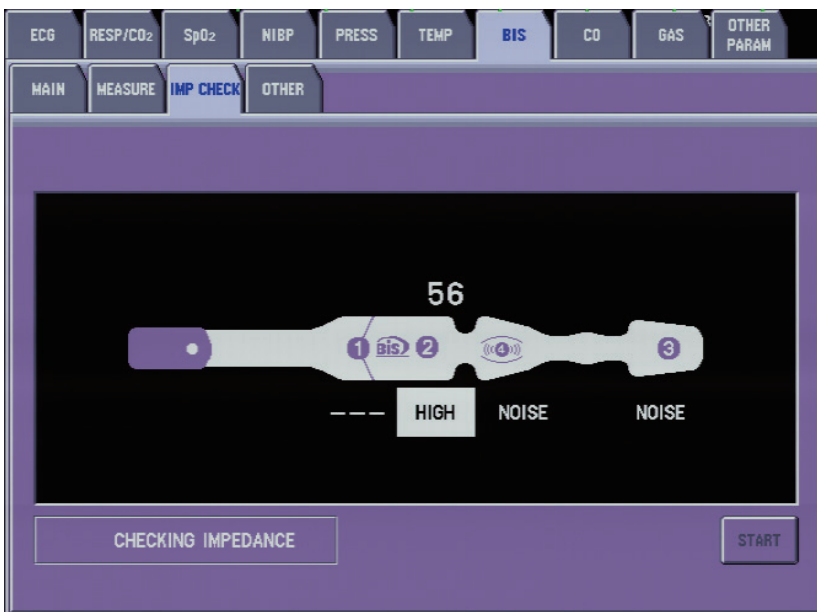 ECG RESP/CO2 SpO2 NIBP PRESS TEMP BIS CO GAS OTHER PARAM
MAIN MEASURE IMP CHECK OTHER
56
1 BIS 2 4 3
--- HIGH NOISE NOISE
CHECKING IMPEDANCE START